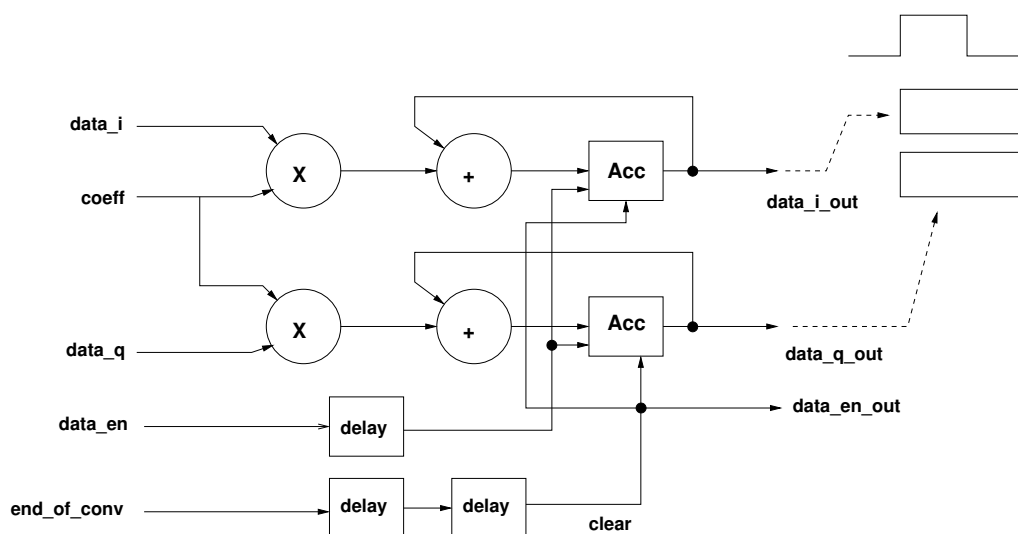 data_i
X
+
Acc
coeff
data_i_out
X
+
Acc
data_q
data_q_out
data_en
delay
data_en_out
end_of_conv
delay
delay
clear